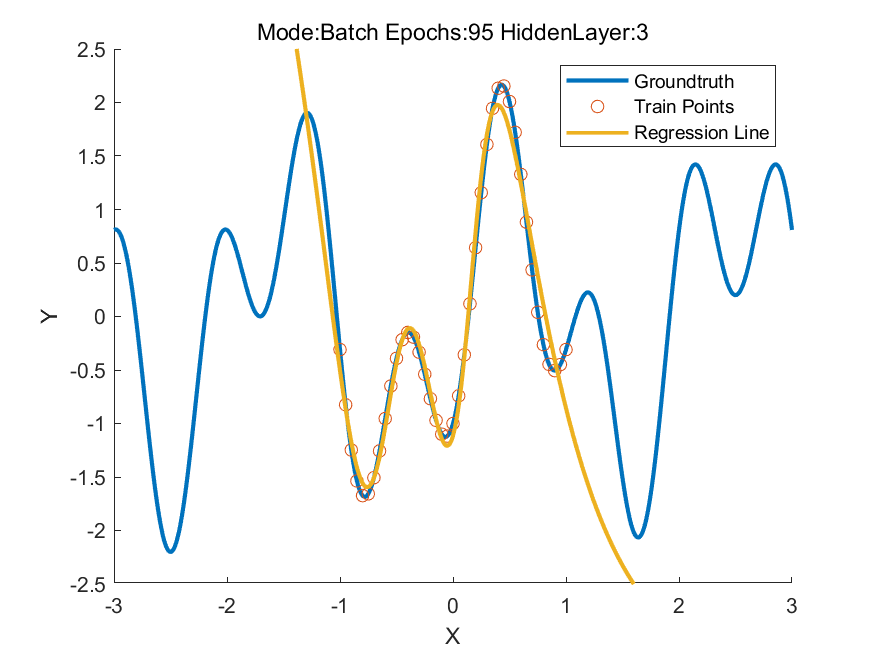 Mode:Batch Epochs:95 HiddenLayer:3
2.5
2
1.5
1
0.5
0
-0.5
-1
-1.5
-2
-2.5
Y
Groundtruth
Train Points
Regression Line
-3 -2 -1 0 1 2 3
X